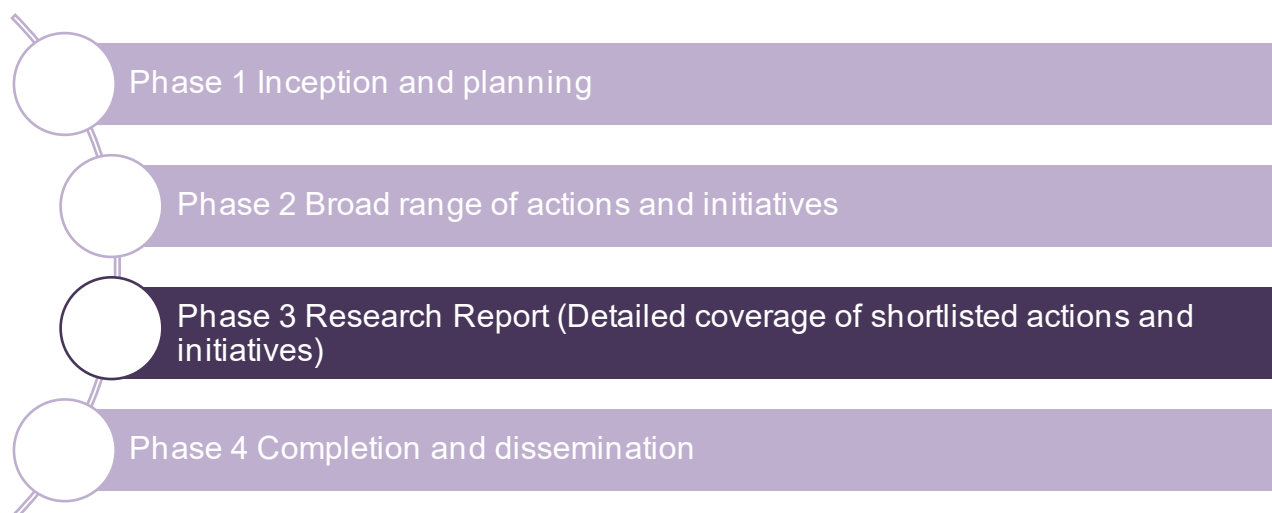 Phase 1 Inception and planning
Phase 2 Broad range of actions and initiatives
Phase 3 Research Report (Detailed coverage of shortlisted actions and
initiatives)
Phase 4 Completion and dissemination